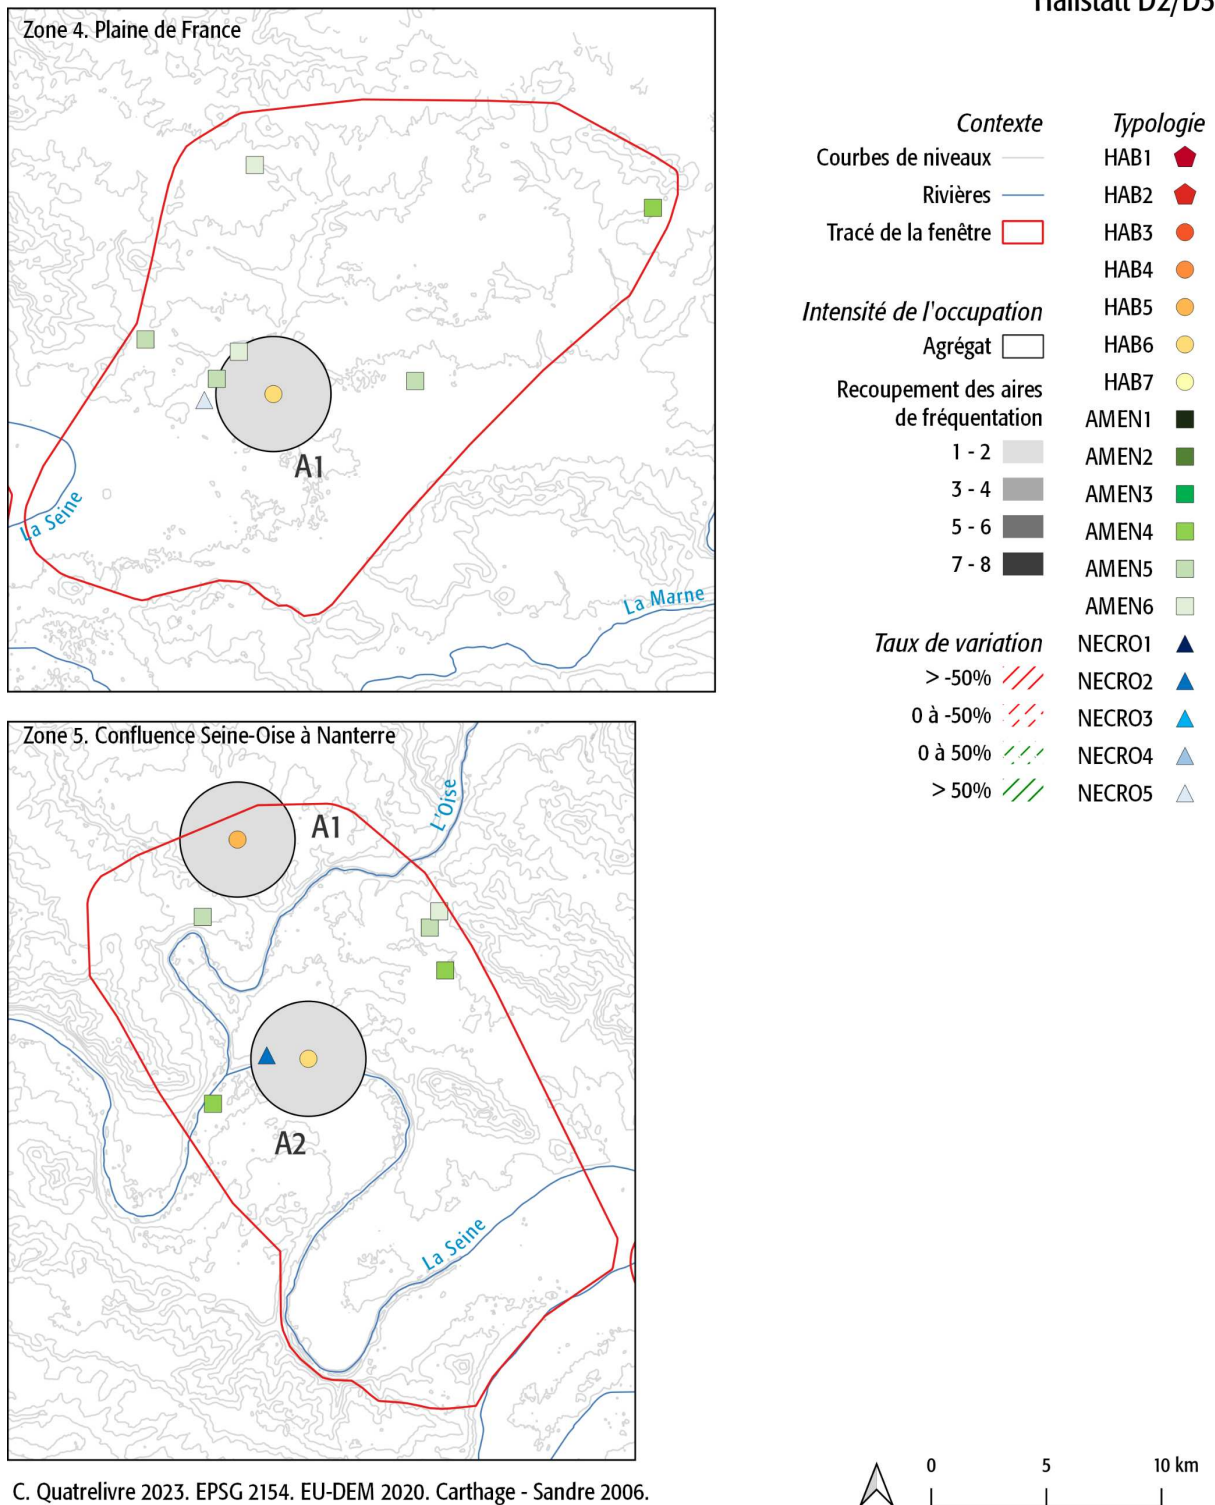 Hallstatt D2/D3
Zone 4. Plaine de France
A1
La Seine
La Marne
Zone 5. Confluence Seine-Oise à Nanterre
L'Oise
A1
A2
La Seine
Contexte
Courbes de niveaux
Rivières
Tracé de la fenêtre
Intensité de l'occupation
Agrégat
Recoupement des aires
de fréquentation
1 - 2
3 - 4
5 - 6
7 - 8
Taux de variation
> -50%
0 à -50%
0 à 50%
> 50%
Typologie
HAB1
HAB2
HAB3
HAB4
HAB5
HAB6
HAB7
AMEN1
AMEN2
AMEN3
AMEN4
AMEN5
AMEN6
NECRO1
NECRO2
NECRO3
NECRO4
NECRO5
0 5 10 km
C. Quatrelivre 2023. EPSG 2154. EU-DEM 2020. Carthage - Sandre 2006.